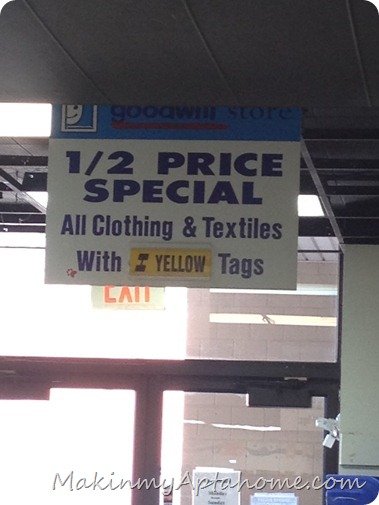 goodwill store
1/2 PRICE
SPECIAL
All Clothing & Textiles
With I YELLOW Tags
EXIT
MakinmyAptahome.com